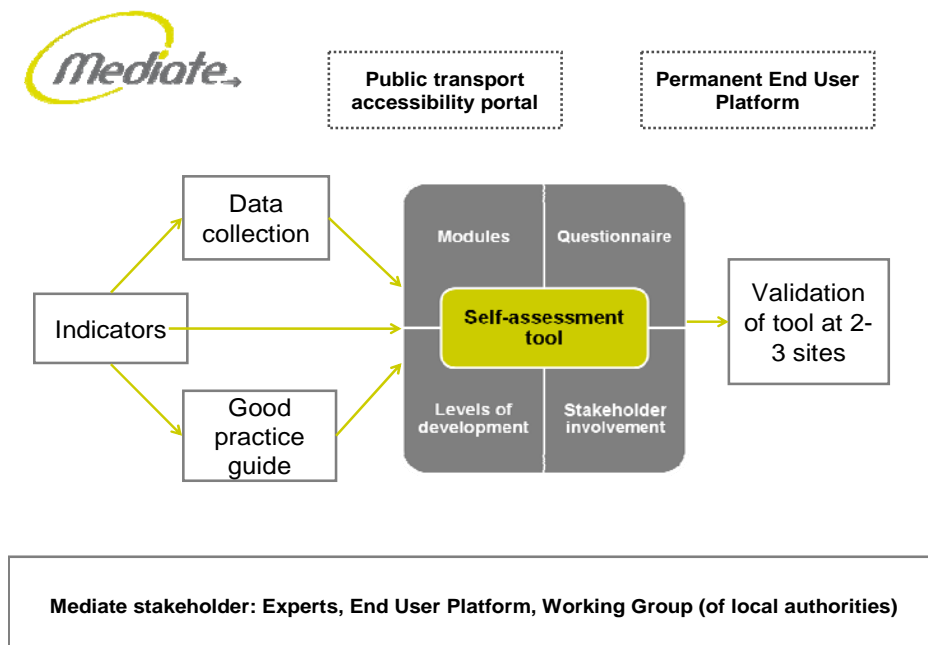 Mediate
Public transport
accessibility portal
Permanent End User
Platform
Data
collection
Modules
Questionnaire
Indicators
Self-assessment
tool
Validation
of tool at 2-
3 sites
Good
practice
guide
Levels of
development
Stakeholder
involvement
Mediate stakeholder: Experts, End User Platform, Working Group (of local authorities)